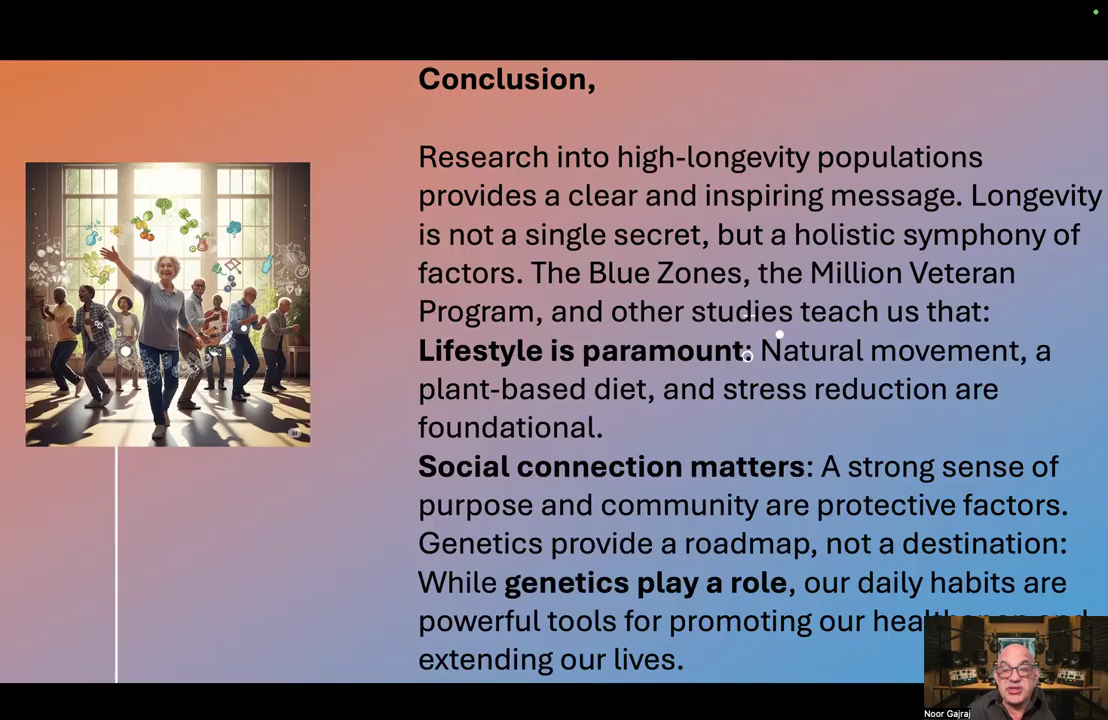 Conclusion,
Research into high-longevity populations
provides a clear and inspiring message. Longevity
is not a single secret, but a holistic symphony of
factors. The Blue Zones, the Million Veteran
Program, and other studies teach us that:
Lifestyle is paramount: Natural movement, a
plant-based diet, and stress reduction are
foundational.
Social connection matters: A strong sense of
purpose and community are protective factors.
Genetics provide a roadmap, not a destination:
While genetics play a role, our daily habits are
powerful tools for promoting our
extending our lives.
Noor Gajraj